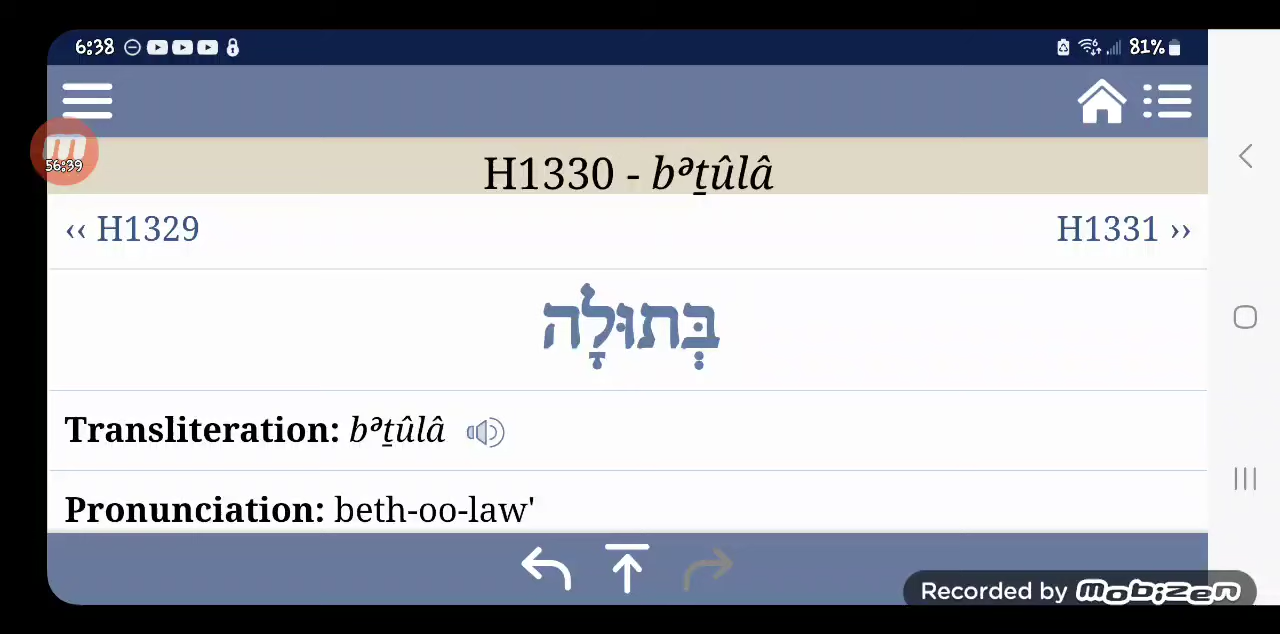 6:38 81%
56:39
H1330 - bᵊṯûlâ
‹‹ H1329 H1331 ››
בְּתוּלָה
Transliteration: bᵊṯûlâ
Pronunciation: beth-oo-law'
Recorded by Mobizen